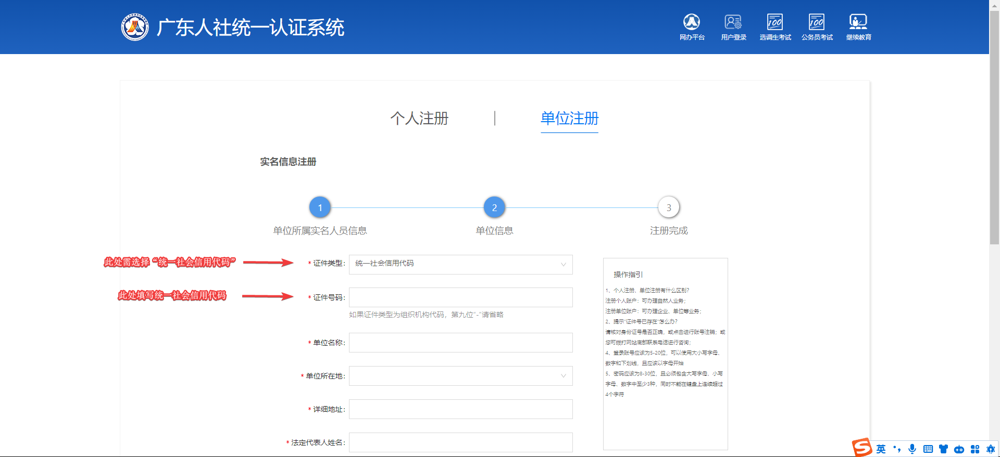 广东人社统一认证系统
网办平台
用户登录
选调生考试
公务员考试
继续教育
个人注册
单位注册
实名信息注册
1
2
3
单位所属实名人员信息
单位信息
注册完成
此处需选择“统一社会信用代码”
* 证件类型:
统一社会信用代码
此处填写统一社会信用代码
* 证件号码:
如果证件类型为组织机构代码，第九位"-"请省略
* 单位名称:
* 单位所在地:
* 详细地址:
* 法定代表人姓名:
操作指引
1、个人注册、单位注册有什么区别？
注册个人账户：可办理自然人业务；
注册单位账户：可办理企业、单位等业务；
2、提示"证件号已存在"怎么办？
请核对身份证号是否正确，或点击进行账号注销；或
您可拨打网站底部联系电话进行咨询；
4、登录账号应该为5-20位，可以使用大小写字母、
数字和下划线，且应该以字母开始
5、密码应该为8-30位，且必须包含大写字母、小写
字母、数字中至少3种，同时不能在键盘上连续超过
4个字符
英